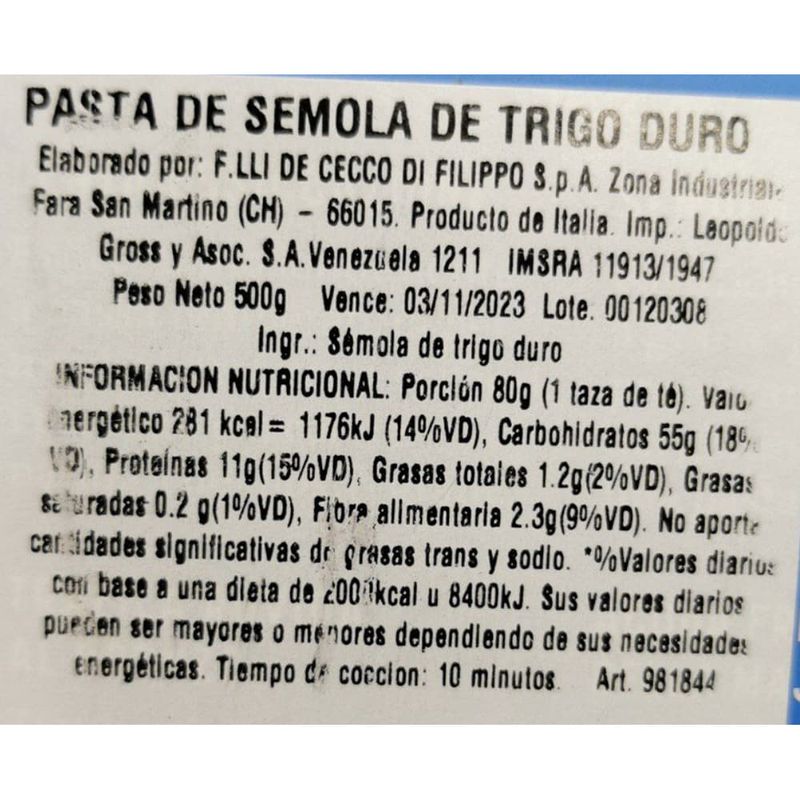 PASTA DE SEMOLA DE TRIGO DURO
Elaborado por: F.LLI DE CECCO DI FILIPPO S.p.A. Zona Industriale
Fara San Martino (CH) - 66015. Producto de Italia. Imp.: Leopoldo
Gross y Asoc. S.A. Venezuela 1211 IMSRA 11913/1947
Peso Neto 500g Vence: 03/11/2023 Lote. 00120308
Ingr.: Sémola de trigo duro
INFORMACION NUTRICIONAL: Porción 80g (1 taza de té). Valo
energético 281 kcal= 1176kJ (14%VD), Carbohidratos 55g (18%
VD), Proteínas 11g(15%VD), Grasas totales 1.2g(2%VD), Grasas
saturadas 0.2 g(1%VD), Fibra alimentaria 2.3g(9%VD). No aporta
cantidades significativas de grasas trans y sodio. *%Valores diarios
con base a una dieta de 2000kcal u 8400kJ. Sus valores diarios
pueden ser mayores o menores dependiendo de sus necesidades
energéticas. Tiempo de coccion: 10 minutos. Art. 981844